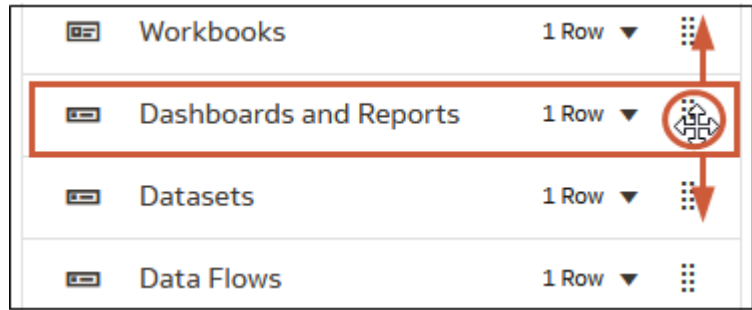 Workbooks 1 Row
Dashboards and Reports 1 Row
Datasets 1 Row
Data Flows 1 Row